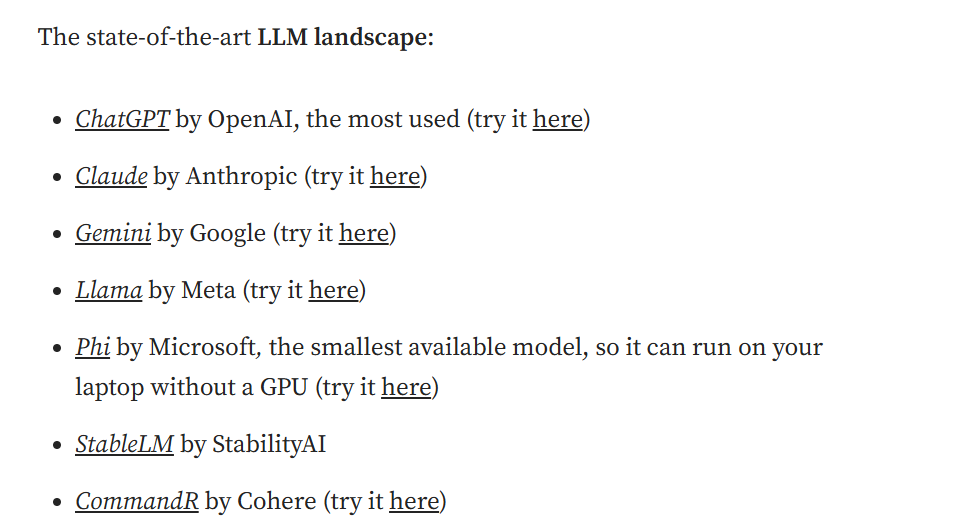 The state-of-the-art LLM landscape:
• ChatGPT by OpenAI, the most used (try it here)
• Claude by Anthropic (try it here)
• Gemini by Google (try it here)
• Llama by Meta (try it here)
• Phi by Microsoft, the smallest available model, so it can run on your
laptop without a GPU (try it here)
• StableLM by StabilityAI
• CommandR by Cohere (try it here)